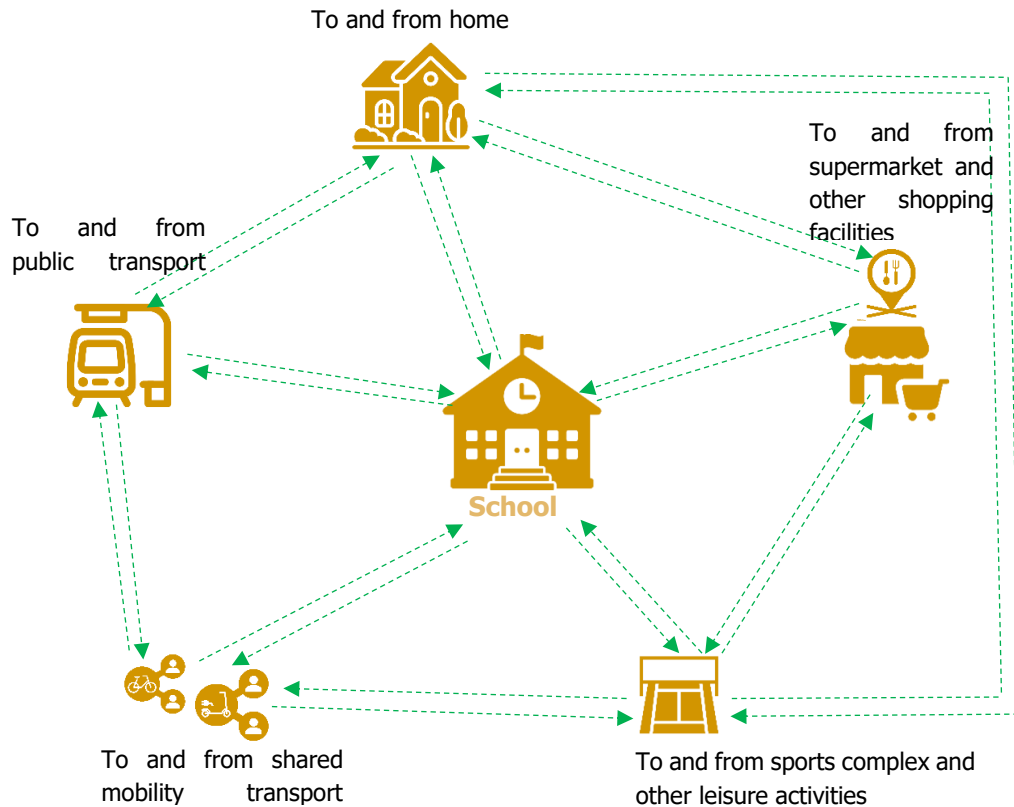 To and from home
To and from
supermarket and
other shopping
facilities
To and from
public transport
School
To and from shared
mobility transport
To and from sports complex and
other leisure activities